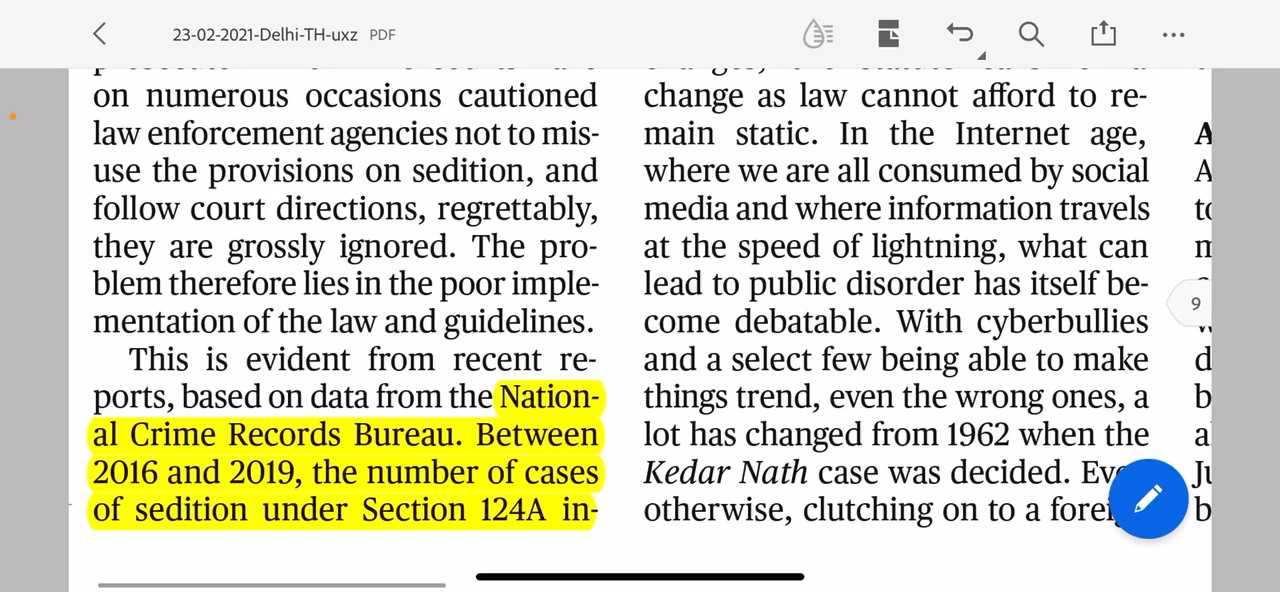 23-02-2021-Delhi-TH-uxz PDF
on numerous occasions cautioned
law enforcement agencies not to mis-
use the provisions on sedition, and
follow court directions, regrettably,
they are grossly ignored. The pro-
blem therefore lies in the poor imple-
mentation of the law and guidelines.
This is evident from recent re-
ports, based on data from the Nation-
al Crime Records Bureau. Between
2016 and 2019, the number of cases
of sedition under Section 124A in-
change as law cannot afford to re-
main static. In the Internet age,
where we are all consumed by social
media and where information travels
at the speed of lightning, what can
lead to public disorder has itself be-
come debatable. With cyberbullies
and a select few being able to make
things trend, even the wrong ones, a
lot has changed from 1962 when the
Kedar Nath case was decided.
otherwise, clutching on to a
9